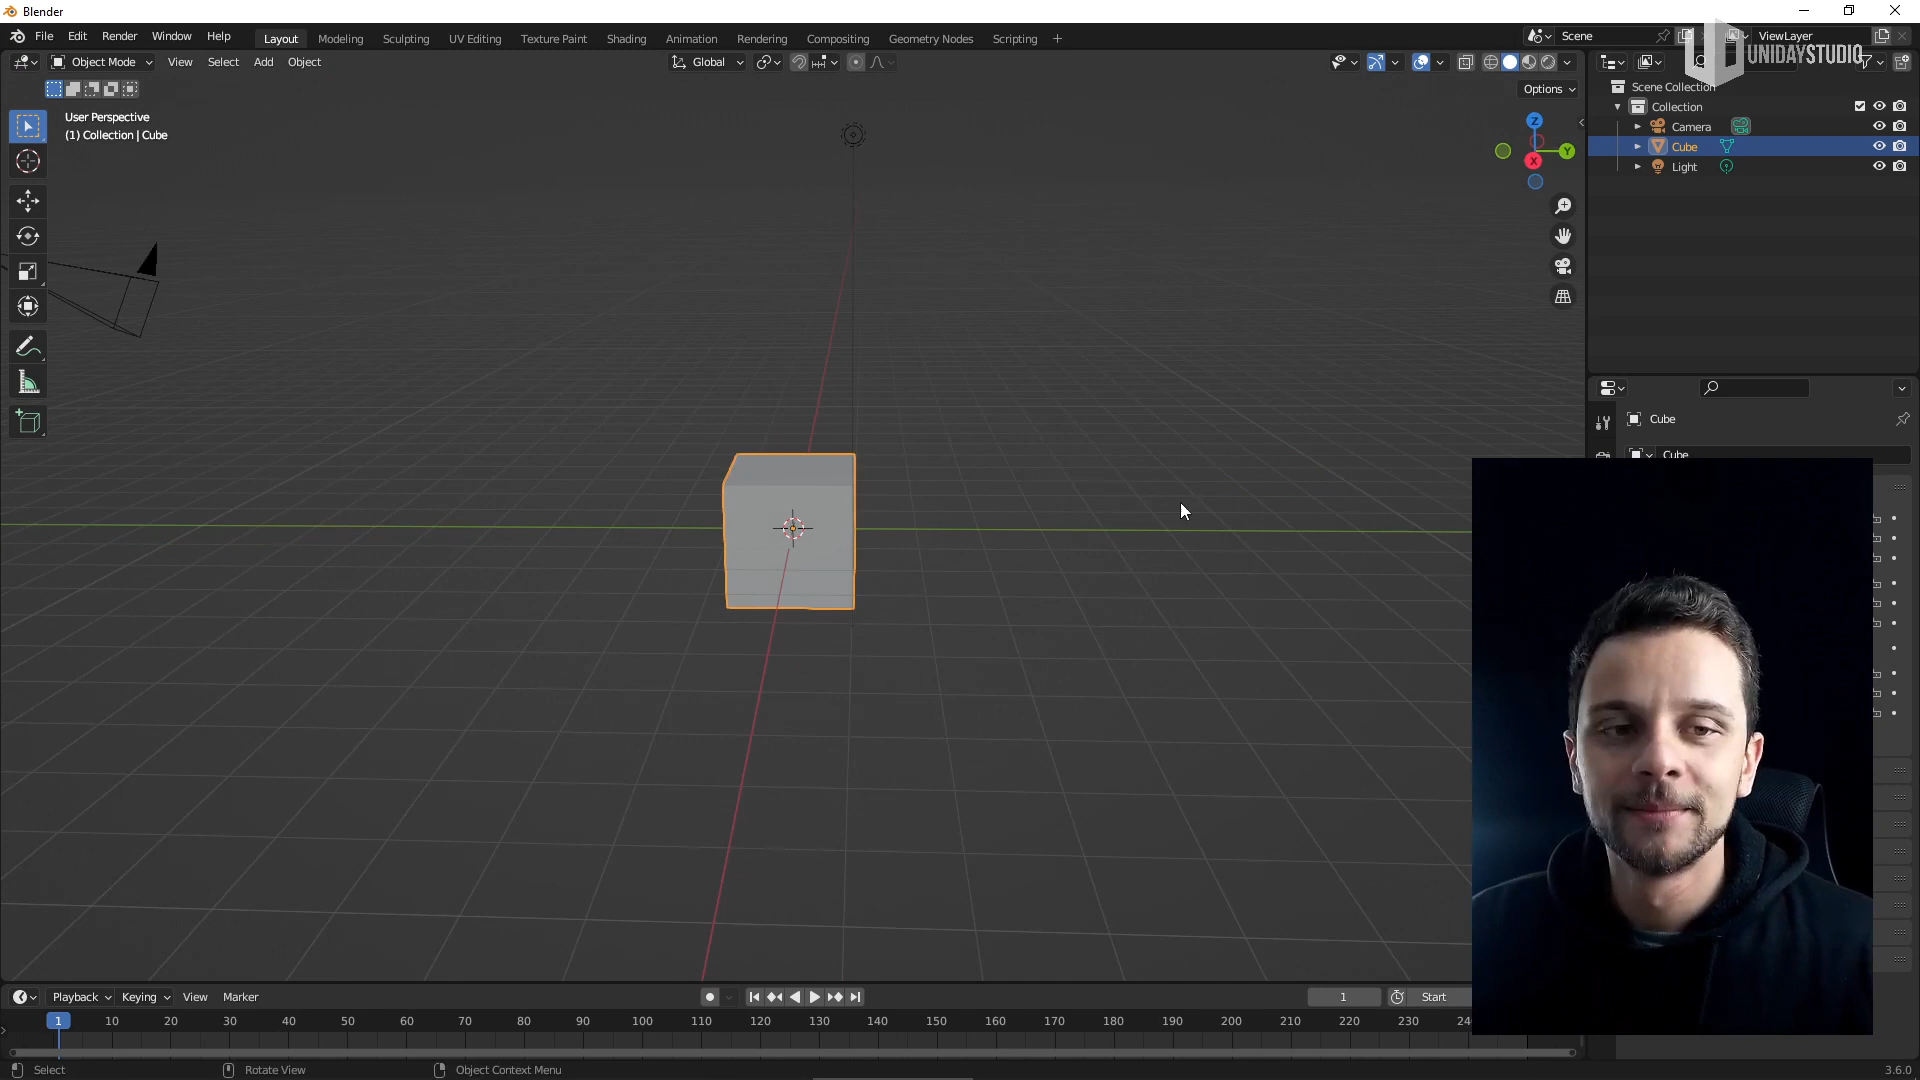 Blender
File Edit Render Window Help Layout Modeling Sculpting UV Editing Texture Paint Shading Animation Rendering Compositing Geometry Nodes Scripting + Scene ViewLayer
Object Mode View Select Add Object Global
UNIDAYSTUDIO
Options
User Perspective
(1) Collection | Cube
Z
Y
X
Scene Collection
Collection
Camera
Cube
Light
Cube
Cube
Playback Keying View Marker 1 Start
1 10 20 30 40 50 60 70 80 90 100 110 120 130 140 150 160 170 180 190 200 210 220 230
Select Rotate View Object Context Menu 3.6.0